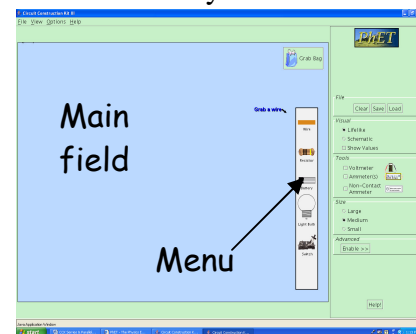 Circuit Construction Kit III
File View Options Help
PhET
Grab Bag
Grab a wire
Main
field
Menu
Wire
Resistor
Battery
Light Bulb
Switch
File
Clear Save Load
Visual
Lifelike
Schematic
Show Values
Tools
Voltmeter
Ammeter(s)
Non-Contact
Ammeter
Size
Large
Medium
Small
Advanced
Enable >>
Help!
Java Application Window
start